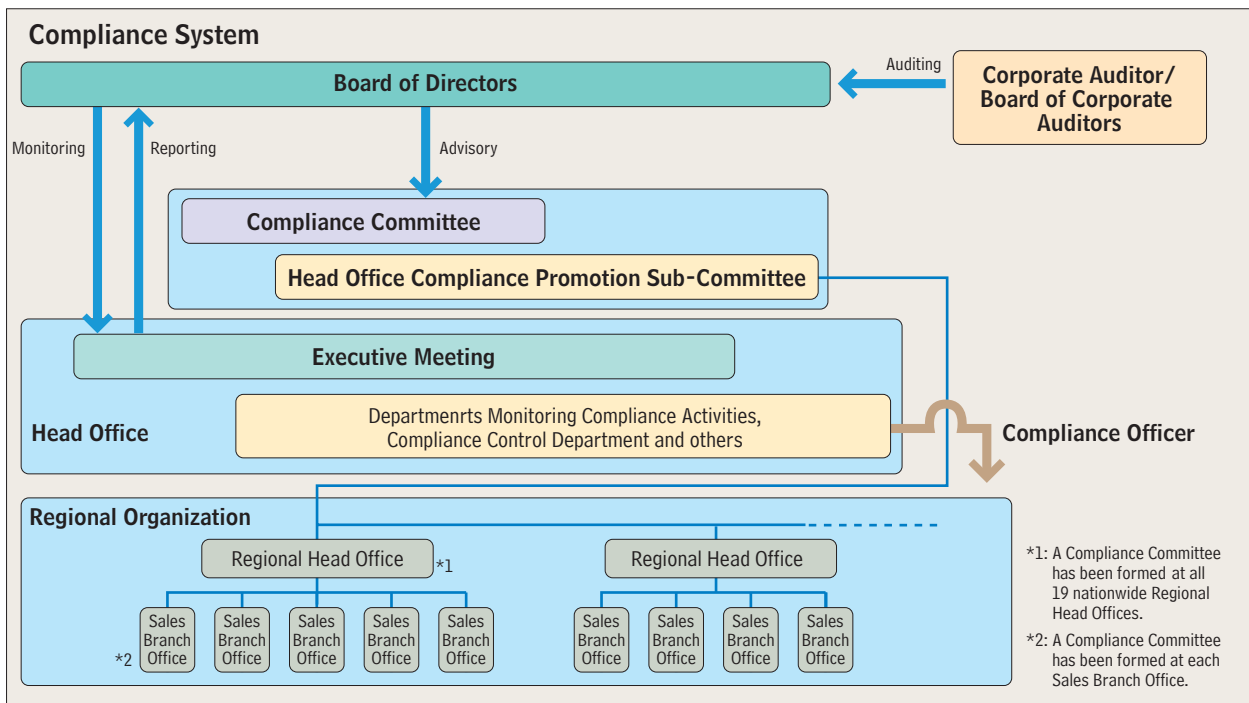 Compliance System
Board of Directors
Auditing
Corporate Auditor/
Board of Corporate
Auditors
Monitoring
Reporting
Advisory
Compliance Committee
Head Office Compliance Promotion Sub-Committee
Executive Meeting
Head Office
Departmenrts Monitoring Compliance Activities,
Compliance Control Department and others
Compliance Officer
Regional Organization
Regional Head Office
*1
Regional Head Office
Sales
Branch
Office
*2
Sales
Branch
Office
Sales
Branch
Office
Sales
Branch
Office
Sales
Branch
Office
Sales
Branch
Office
Sales
Branch
Office
Sales
Branch
Office
Sales
Branch
Office
*1: A Compliance Committee
has been formed at all
19 nationwide Regional
Head Offices.
*2: A Compliance Committee
has been formed at each
Sales Branch Office.